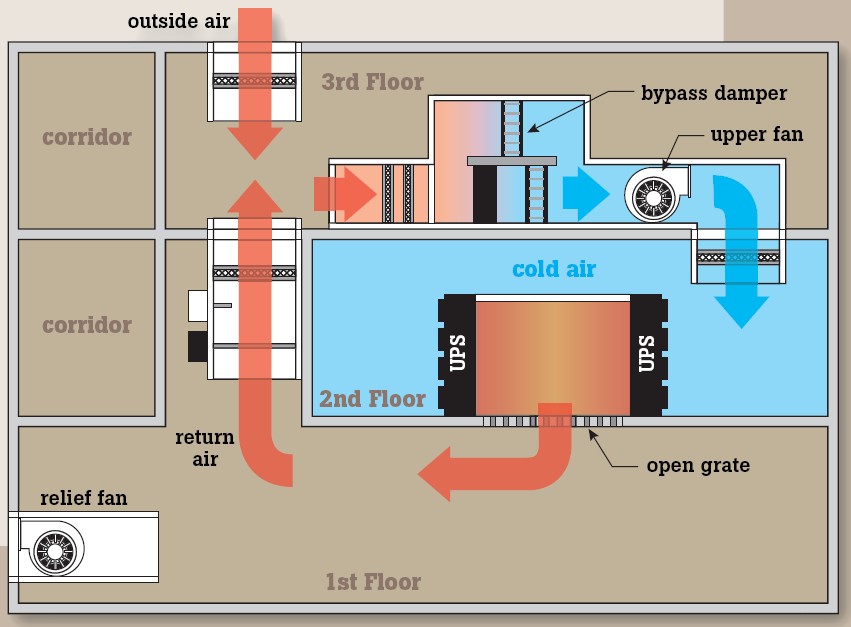 outside air
3rd Floor
bypass damper
corridor
upper fan
cold air
corridor
UPS
UPS
2nd Floor
return
air
open grate
relief fan
1st Floor